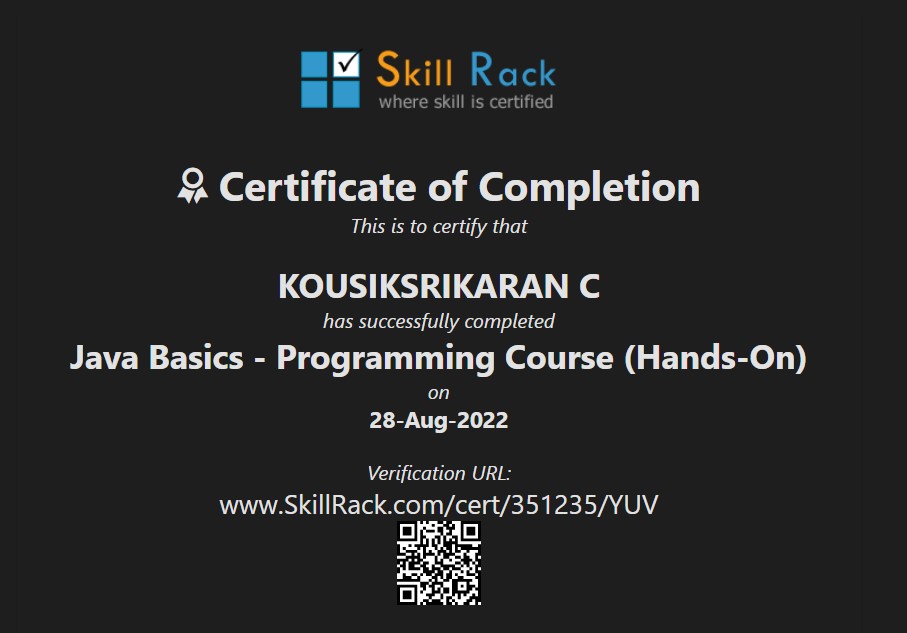 Skill Rack
where skill is certified
Certificate of Completion
This is to certify that
KOUSIKSRIKARAN C
has successfully completed
Java Basics - Programming Course (Hands-On)
on
28-Aug-2022
Verification URL:
www.SkillRack.com/cert/351235/YUV